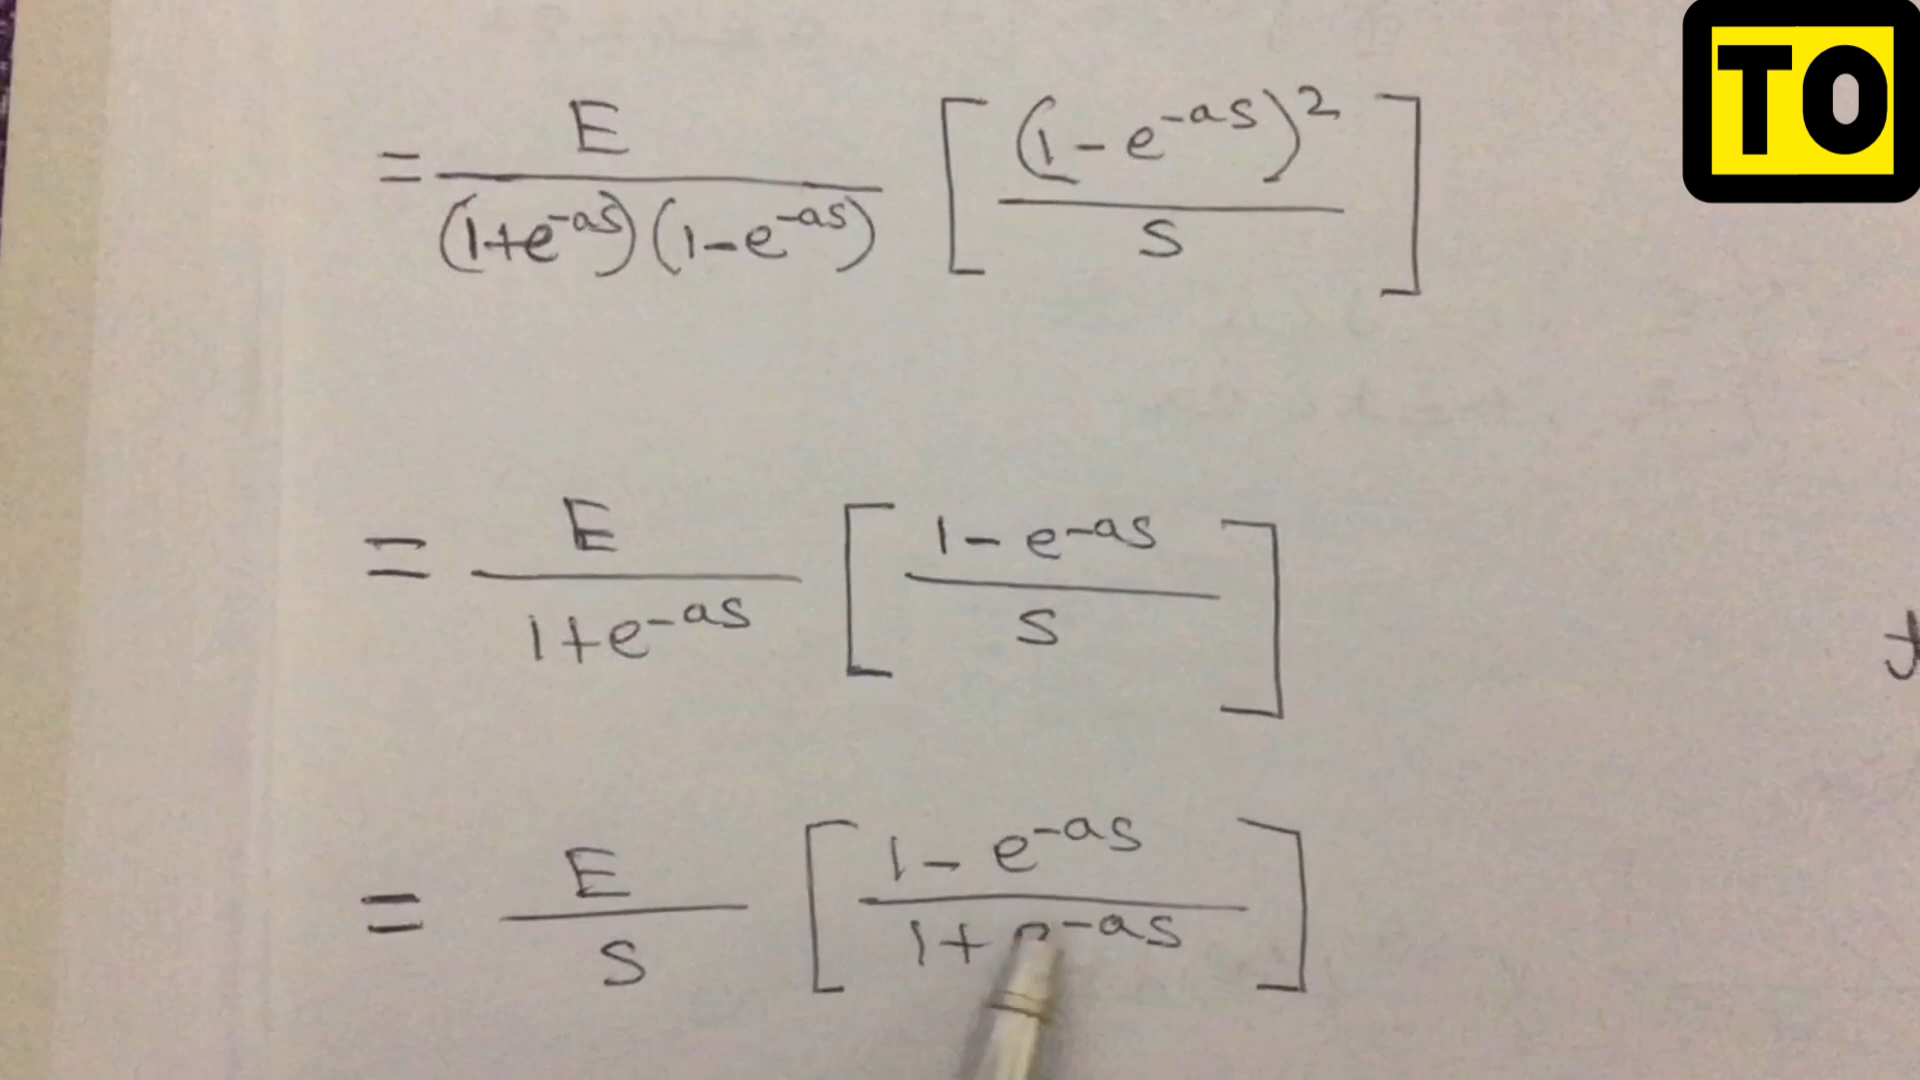 TO
= E / (1+e^-as)(1-e^-as) [ (1-e^-as)^2 / s ]
= E / 1+e^-as [ 1-e^-as / s ]
= E / s [ 1-e^-as / 1+e^-as ]